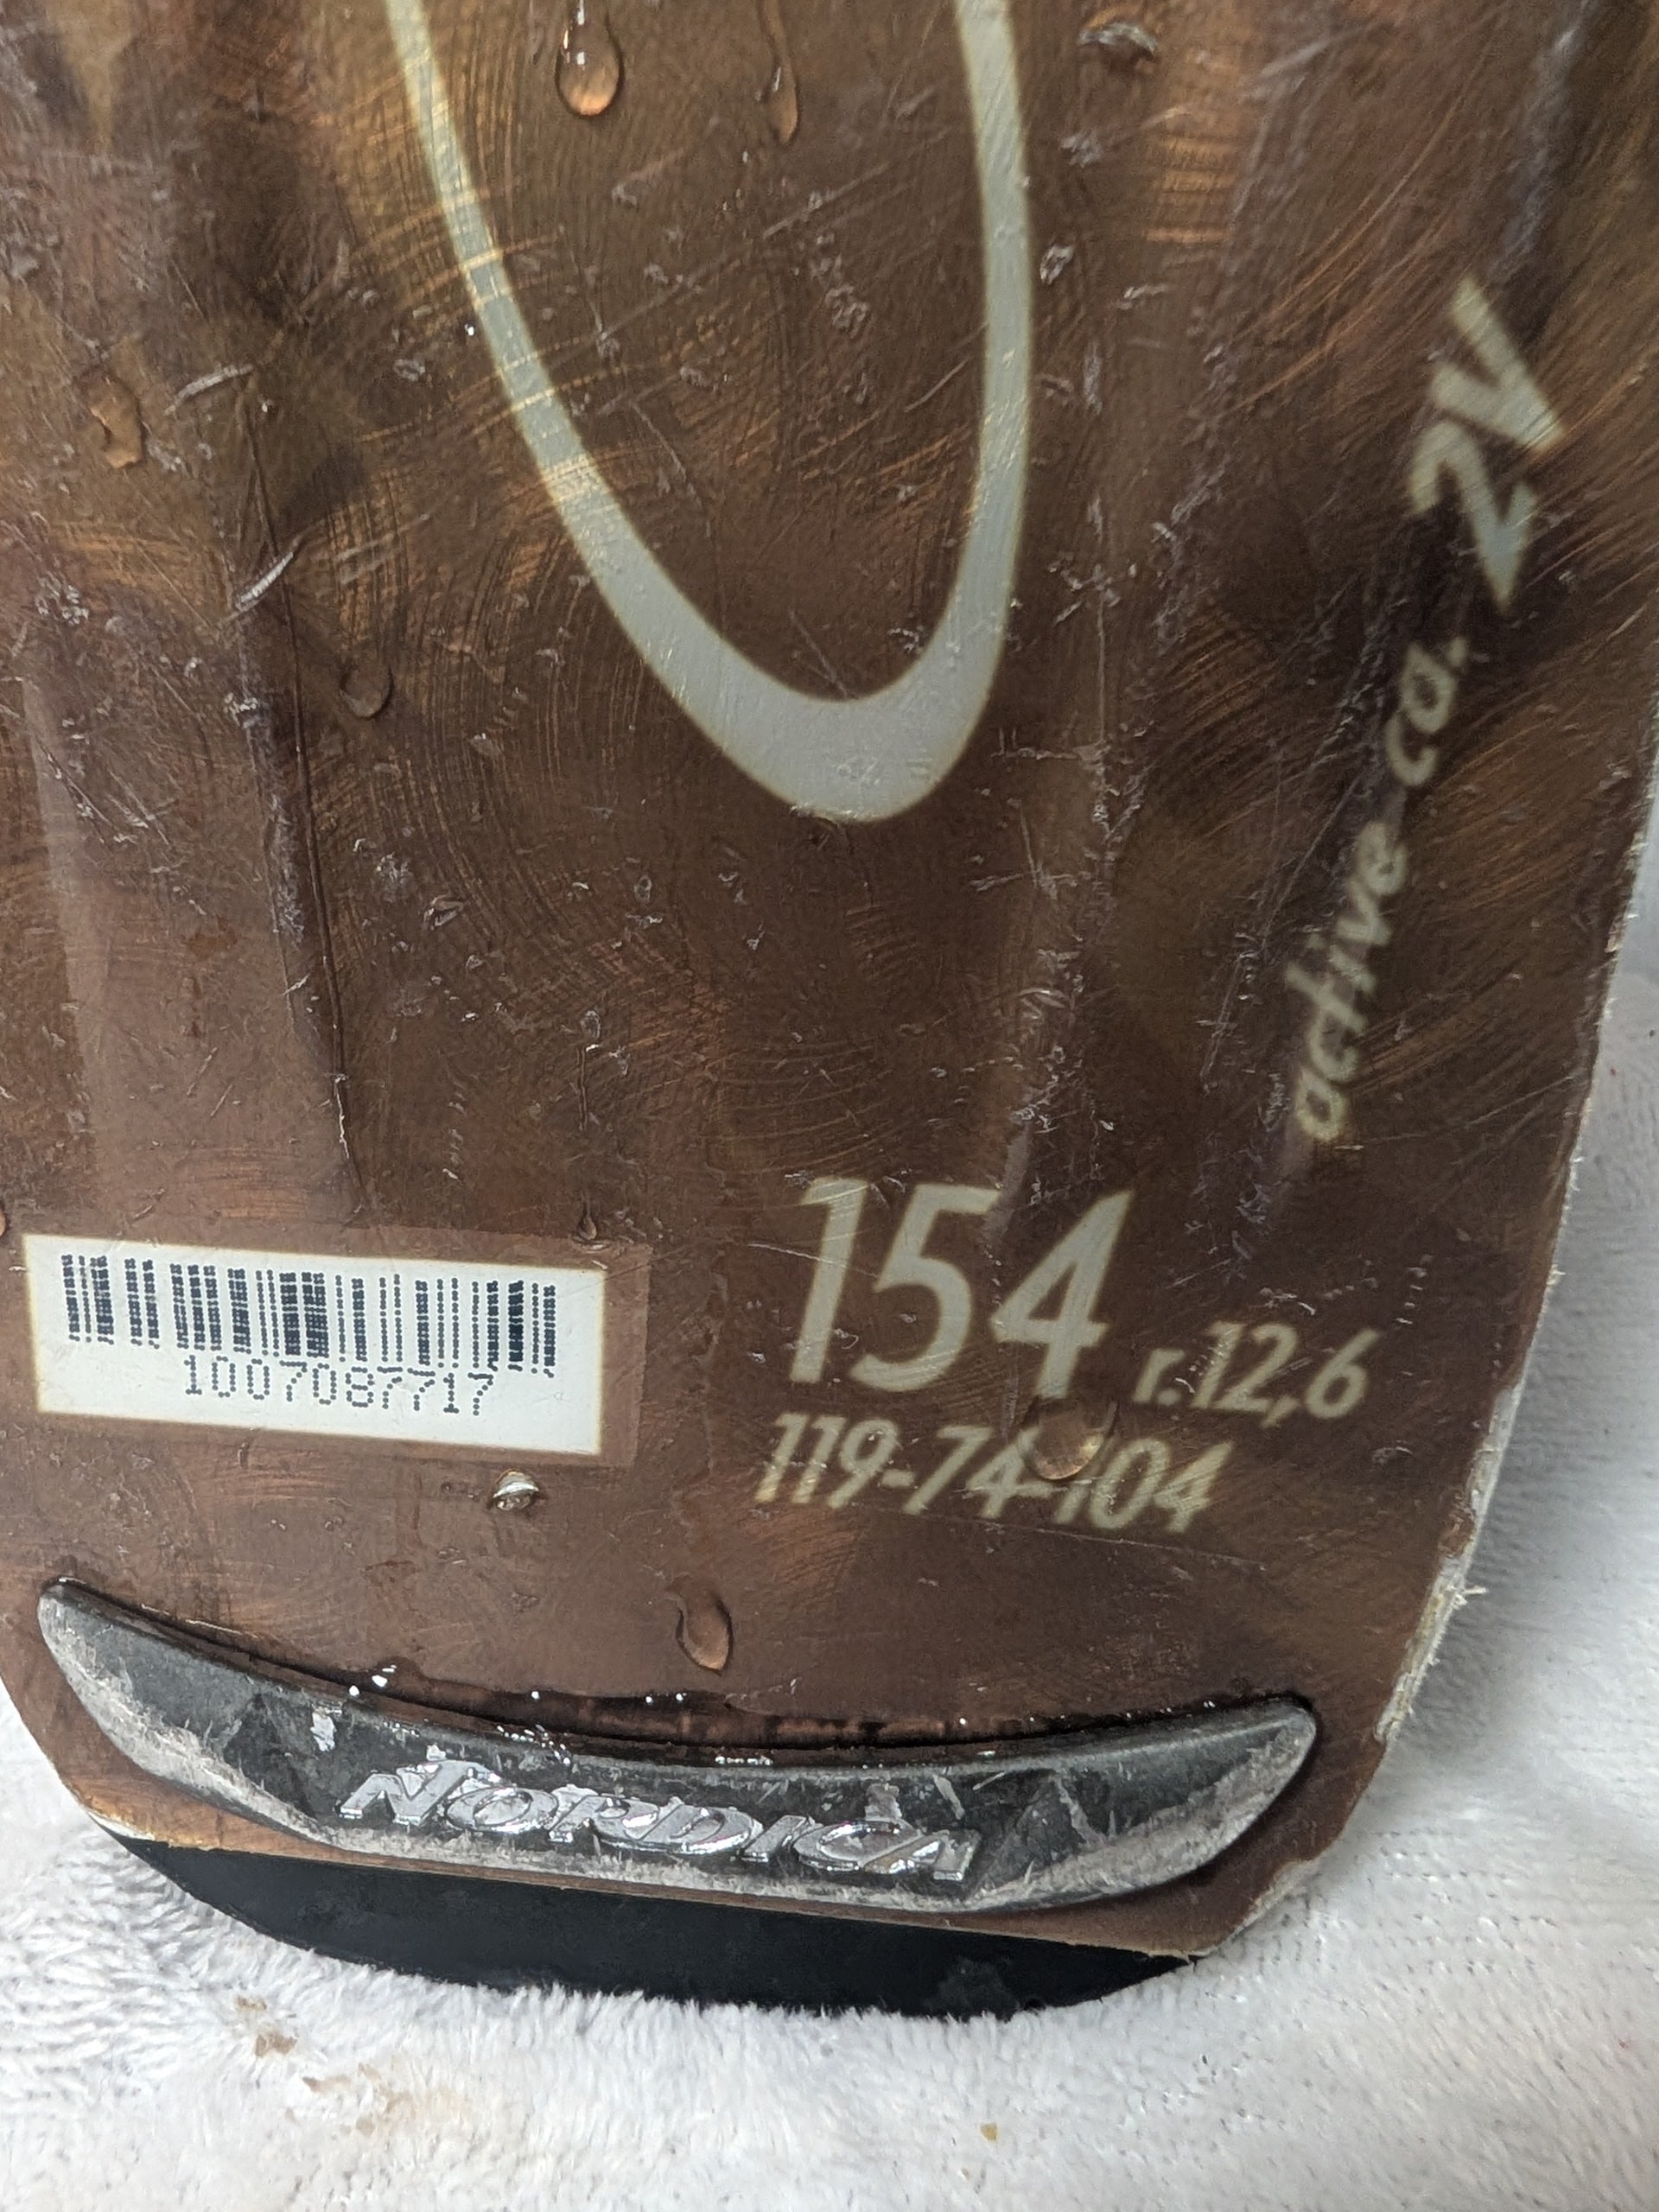 active ca. 2V
154 r.12,6
119-74-104
1007087717
NORDICA